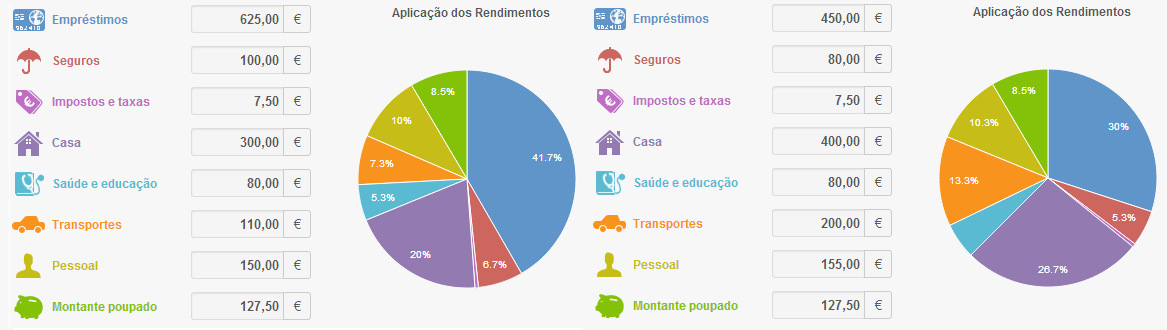 Aplicação dos Rendimentos
Empréstimos 625,00 €
Seguros 100,00 €
Impostos e taxas 7,50 €
Casa 300,00 €
Saúde e educação 80,00 €
Transportes 110,00 €
Pessoal 150,00 €
Montante poupado 127,50 €
8.5%
10%
41.7%
7.3%
5.3%
20%
6.7%
Aplicação dos Rendimentos
Empréstimos 450,00 €
Seguros 80,00 €
Impostos e taxas 7,50 €
Casa 400,00 €
Saúde e educação 80,00 €
Transportes 200,00 €
Pessoal 155,00 €
Montante poupado 127,50 €
8.5%
10.3%
30%
13.3%
5.3%
26.7%